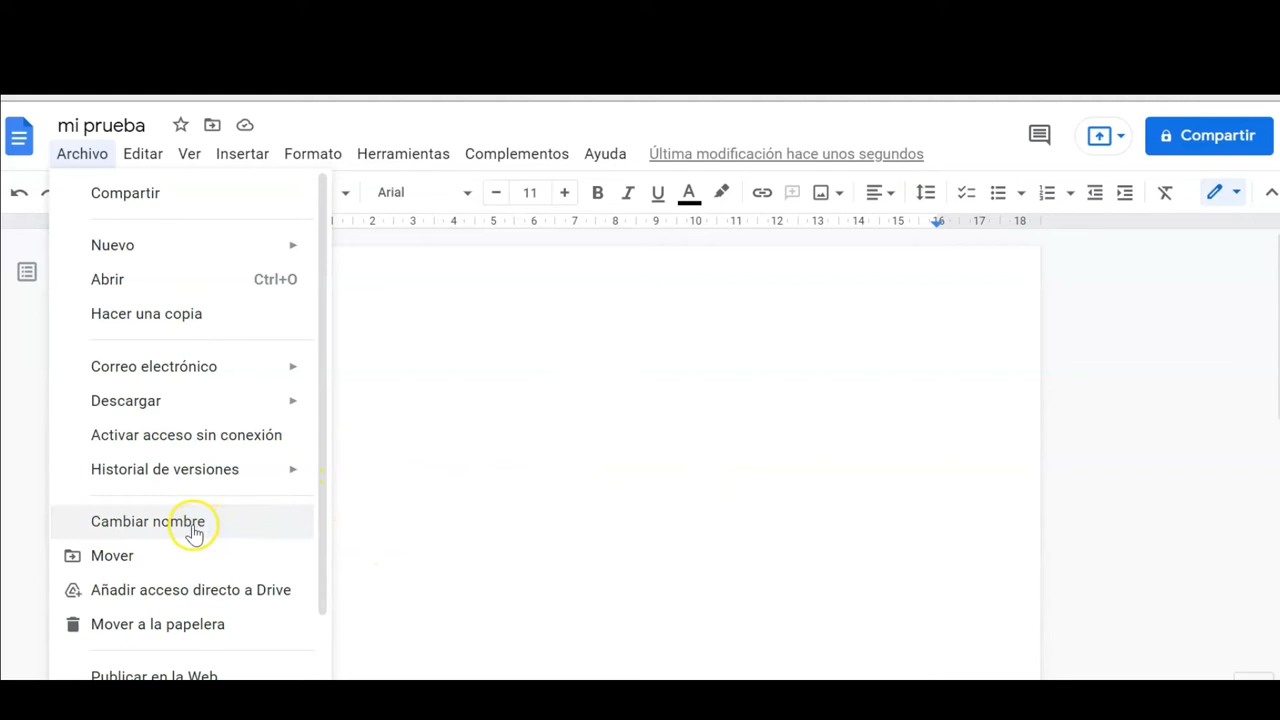 mi prueba
Archivo Editar Ver Insertar Formato Herramientas Complementos Ayuda Última modificación hace unos segundos
Compartir
Arial 11 B I U A
2 3 4 5 6 7 8 9 10 11 12 13 14 15 16 17 18
Compartir
Nuevo
Abrir Ctrl+O
Hacer una copia
Correo electrónico
Descargar
Activar acceso sin conexión
Historial de versiones
Cambiar nombre
Mover
Añadir acceso directo a Drive
Mover a la papelera
Publicar en la Web